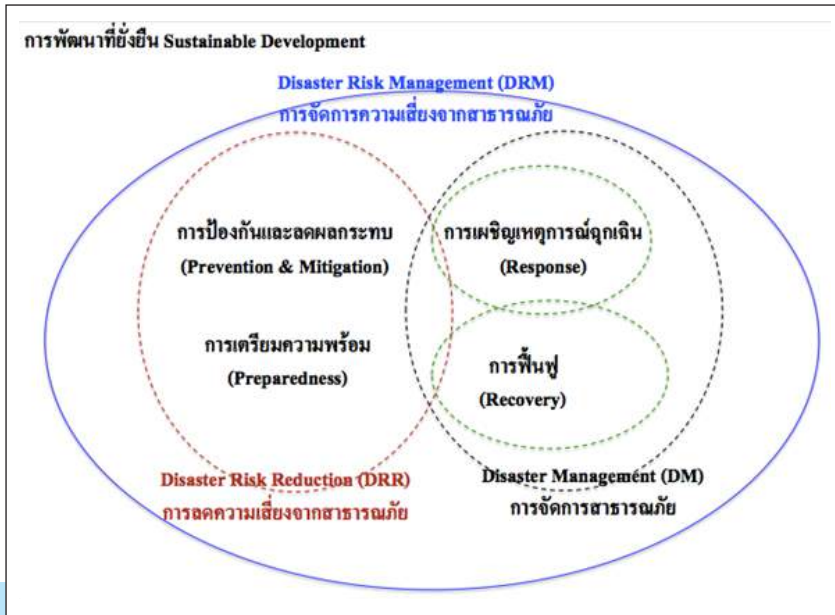 การพัฒนาที่ยั่งยืน Sustainable Development
Disaster Risk Management (DRM)
การจัดการความเสี่ยงจากสาธารณภัย
การป้องกันและลดผลกระทบ
(Prevention & Mitigation)
การเผชิญเหตุการณ์ฉุกเฉิน
(Response)
การเตรียมความพร้อม
(Preparedness)
การฟื้นฟู
(Recovery)
Disaster Risk Reduction (DRR)
การลดความเสี่ยงจากสาธารณภัย
Disaster Management (DM)
การจัดการสาธารณภัย